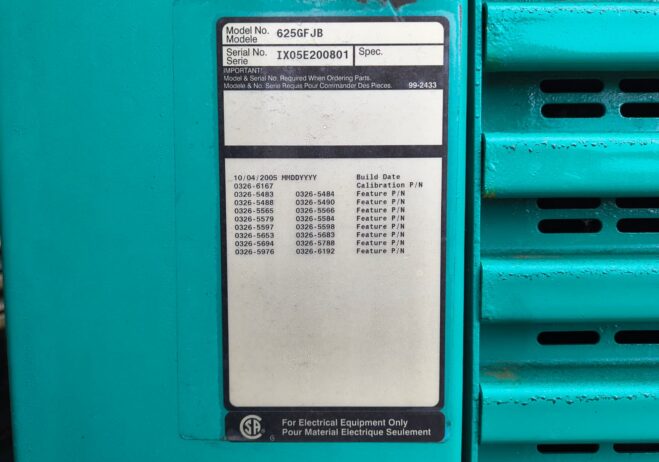 Model No. 625GFJB
Modele
Serial No. IX05E200801 Spec.
Serie
IMPORTANT!
Model & Serial No. Required When Ordering Parts.
Modele & No. Serie Requis Pour Commander Des Pieces. 99-2433
10/04/2005 MMDDYYYY Build Date
0326-6167 Calibration P/N
0326-5483 0326-5484 Feature P/N
0326-5488 0326-5490 Feature P/N
0326-5565 0326-5566 Feature P/N
0326-5579 0326-5584 Feature P/N
0326-5597 0326-5598 Feature P/N
0326-5653 0326-5683 Feature P/N
0326-5694 0326-5788 Feature P/N
0326-5976 0326-6192 Feature P/N
SA ® G
For Electrical Equipment Only
Pour Material Electrique Seulement